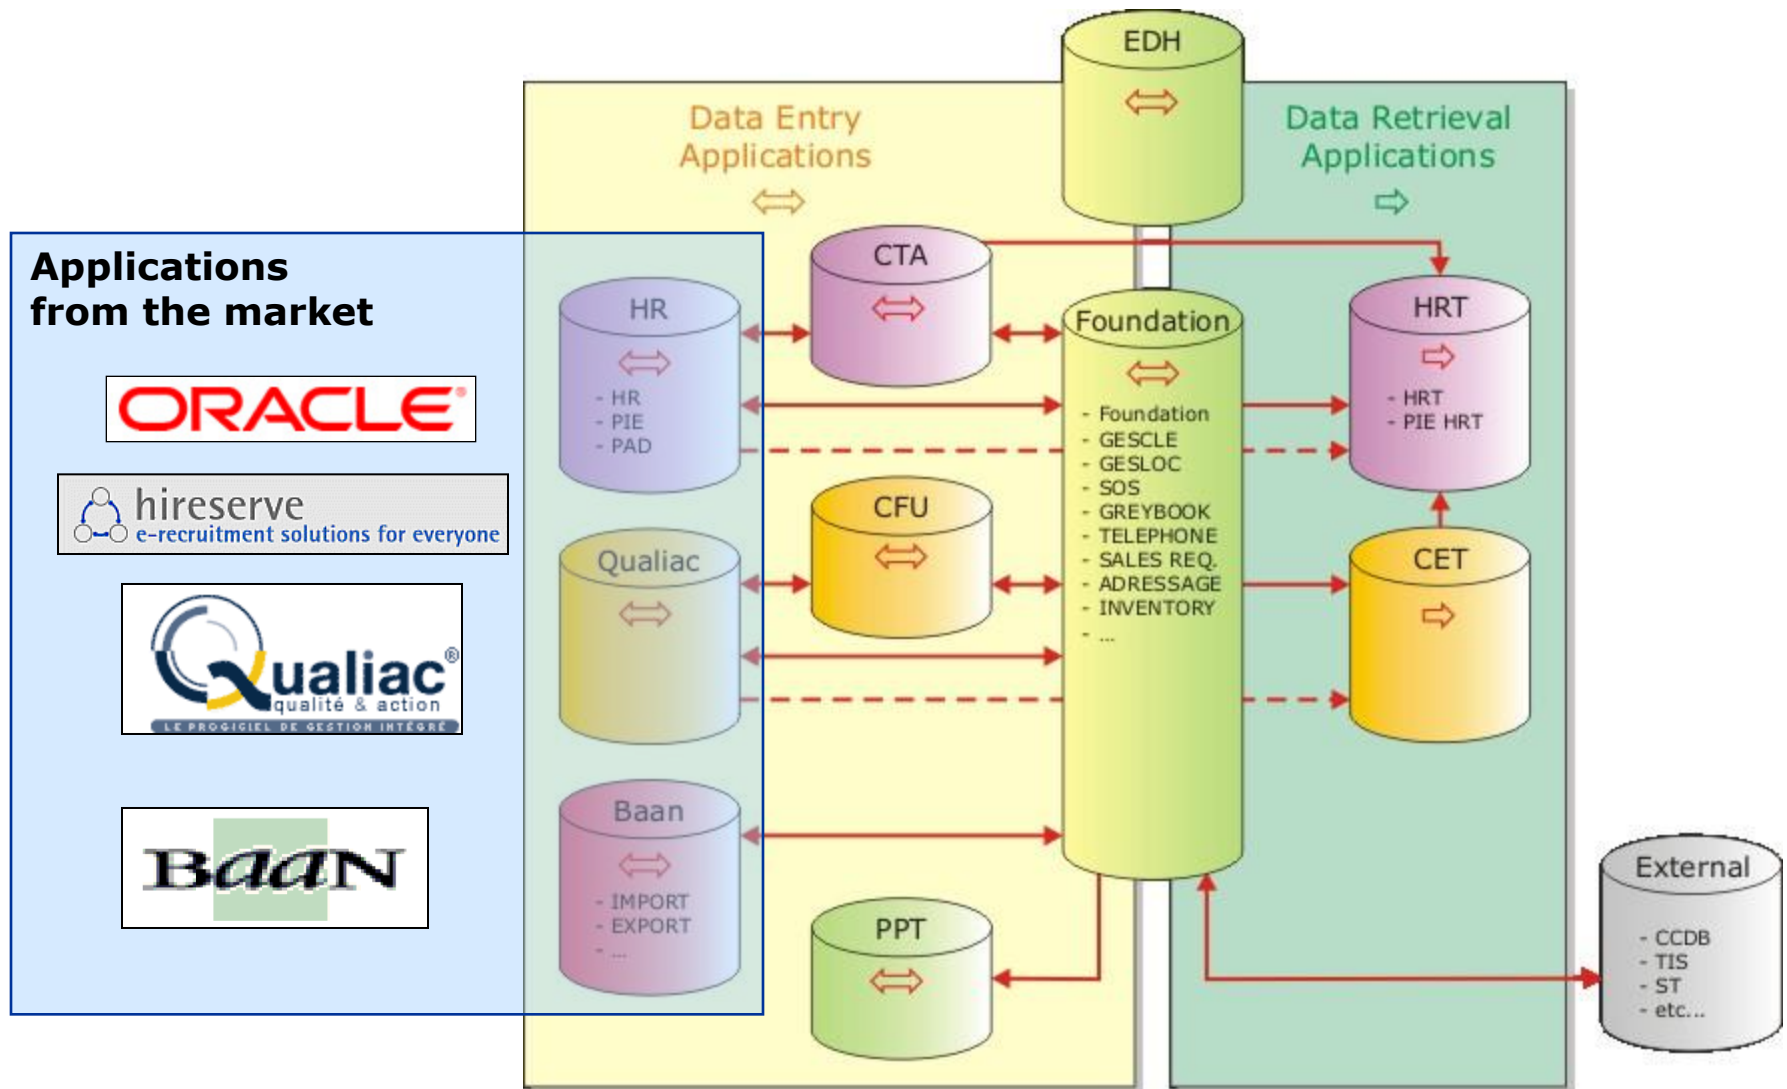 EDH
Data Entry
Applications
Data Retrieval
Applications
Applications
from the market
ORACLE®
hireserve
e-recruitment solutions for everyone
Qualiac®
qualité & action
LE PROGICIEL DE GESTION INTÉGRÉ
BaaN
HR
- HR
- PIE
- PAD
CTA
Foundation
- Foundation
- GESCLE
- GESLOC
- SOS
- GREYBOOK
- TELEPHONE
- SALES REQ.
- ADRESSAGE
- INVENTORY
- ...
HRT
- HRT
- PIE HRT
Qualiac
CFU
CET
Baan
- IMPORT
- EXPORT
- ...
PPT
External
- CCDB
- TIS
- ST
- etc...